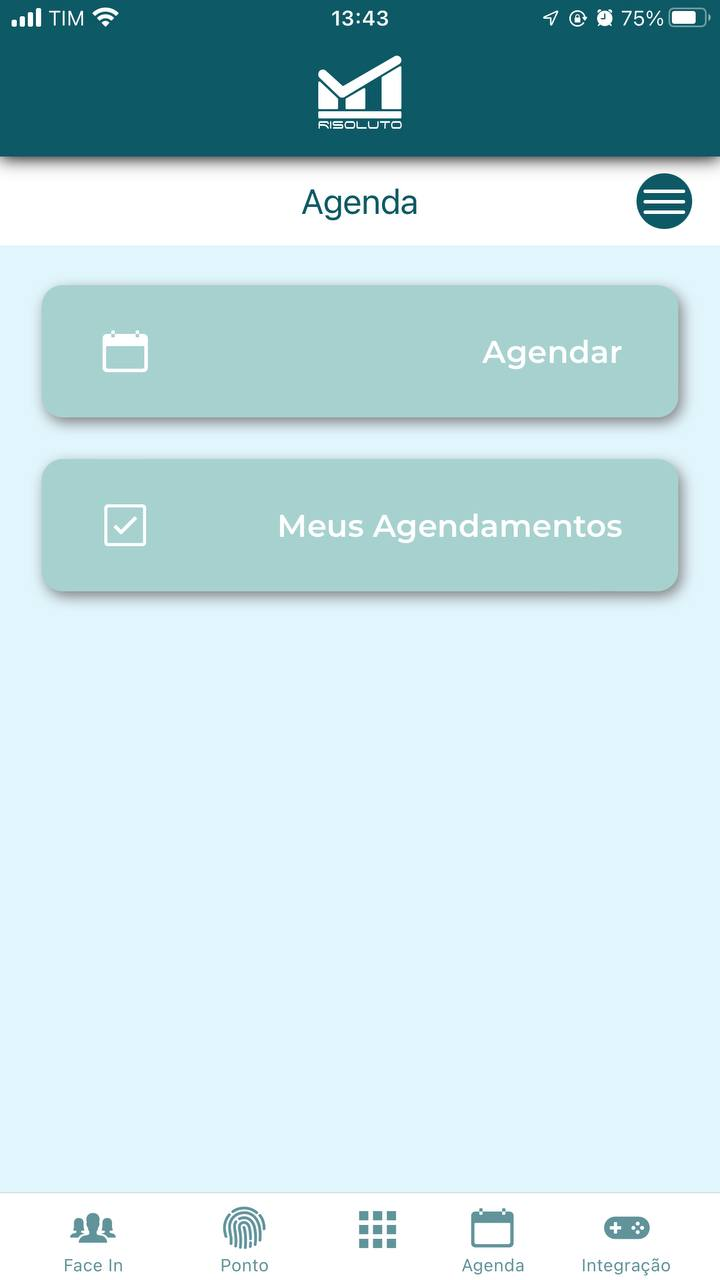 TIM 13:43 75%
RISOLUTO
Agenda
Agendar
Meus Agendamentos
Face In Ponto Agenda Integração